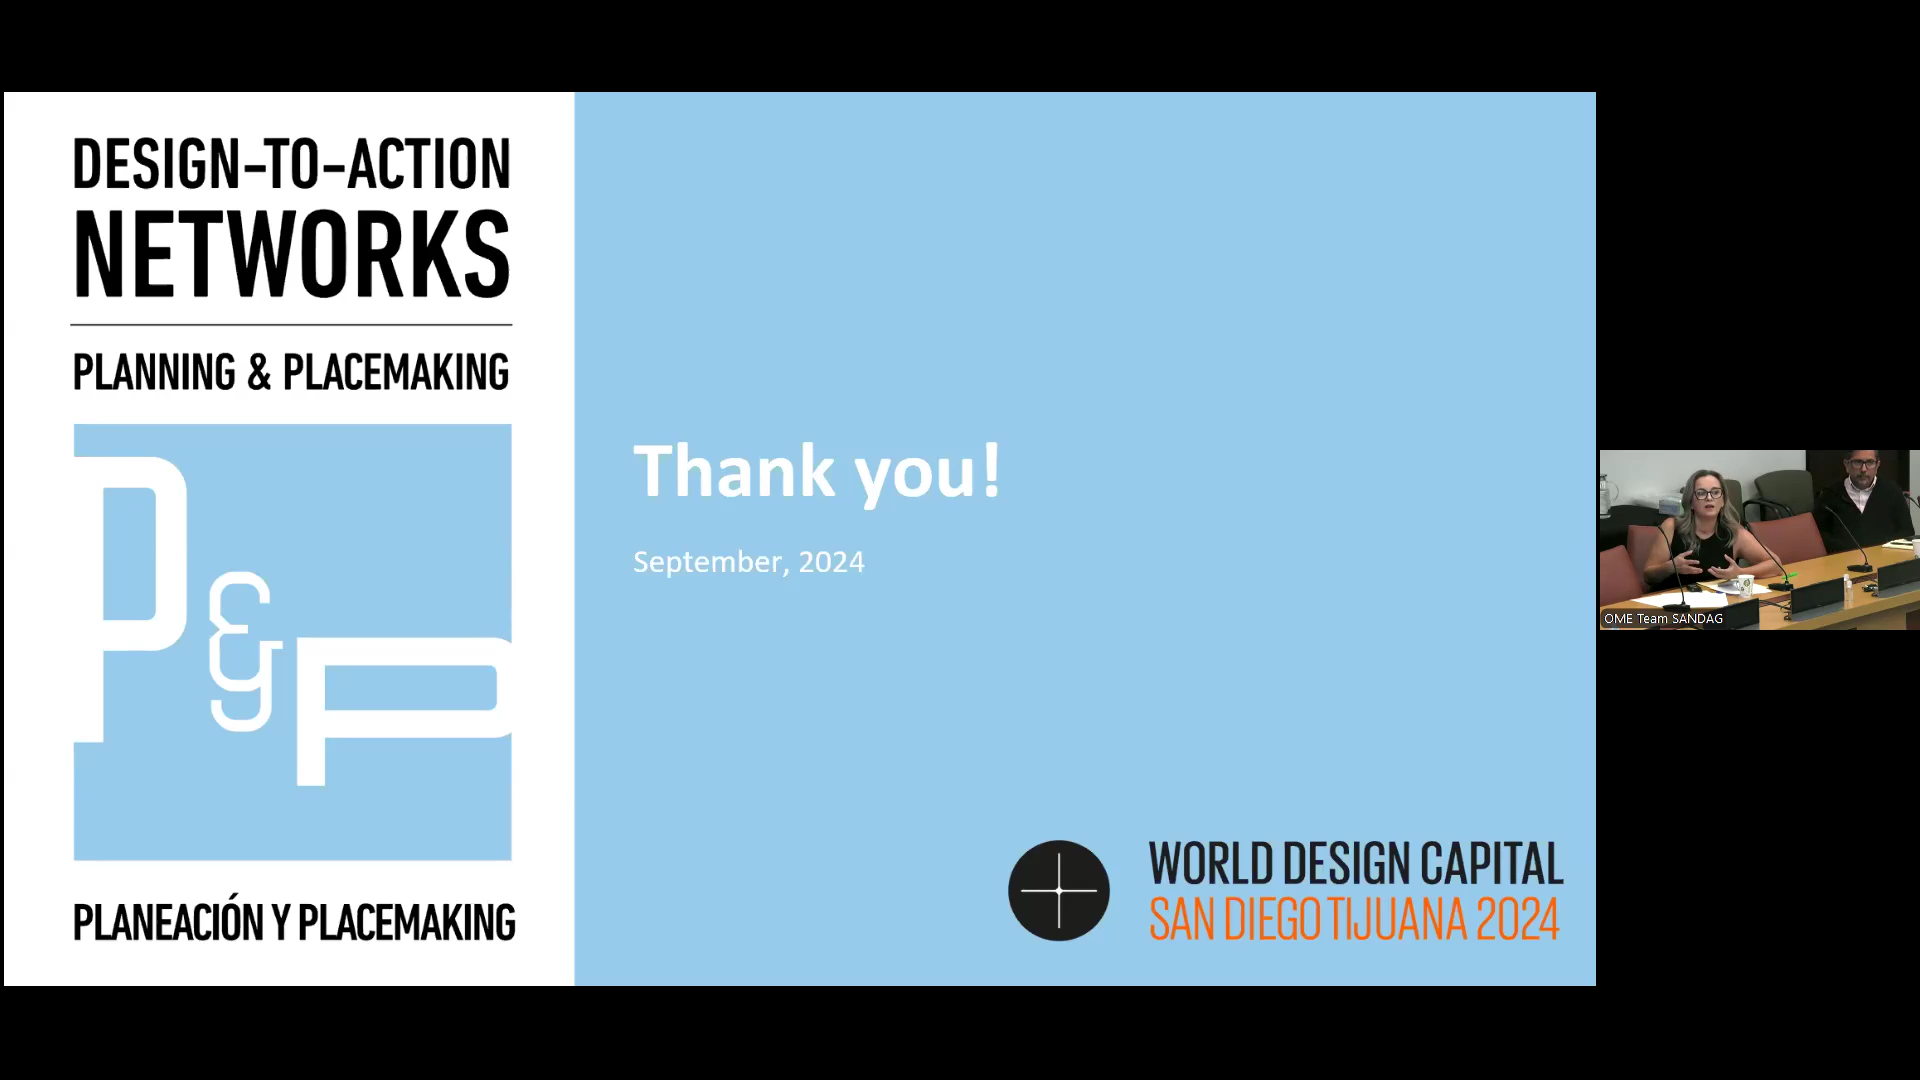 DESIGN-TO-ACTION
NETWORKS
PLANNING & PLACEMAKING
P&P
PLANEACIÓN Y PLACEMAKING
Thank you!
September, 2024
WORLD DESIGN CAPITAL
SAN DIEGO TIJUANA 2024
OME Team SANDAG